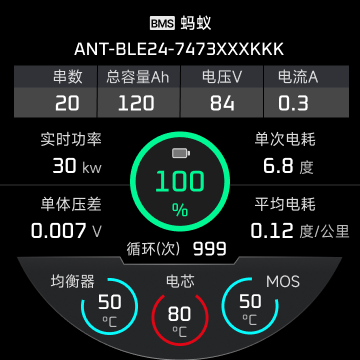 BMS 蚂蚁
ANT-BLE24-7473XXXKKK
串数 总容量Ah 电压V 电流A
20 120 84 0.3
实时功率 单次电耗
30 kw 100 6.8 度
%
单体压差 平均电耗
0.007 V 0.12 度/公里
循环(次) 999
均衡器 电芯 MOS
50 80 50
℃ ℃ ℃